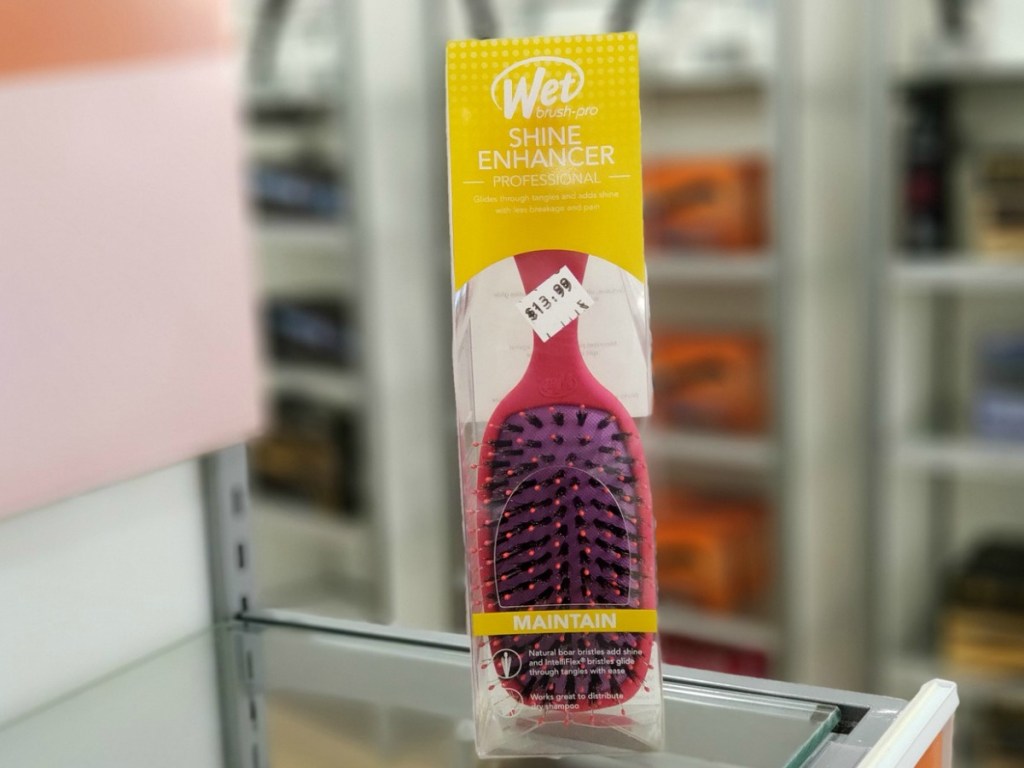 Wet
brush-pro
SHINE
ENHANCER
PROFESSIONAL
Glides through tangles and adds shine
with less breakage and pain
$13.99
MAINTAIN
Natural boar bristles add shine
and IntelliFlex® bristles glide
through tangles with ease
Works great to distribute
dry shampoo